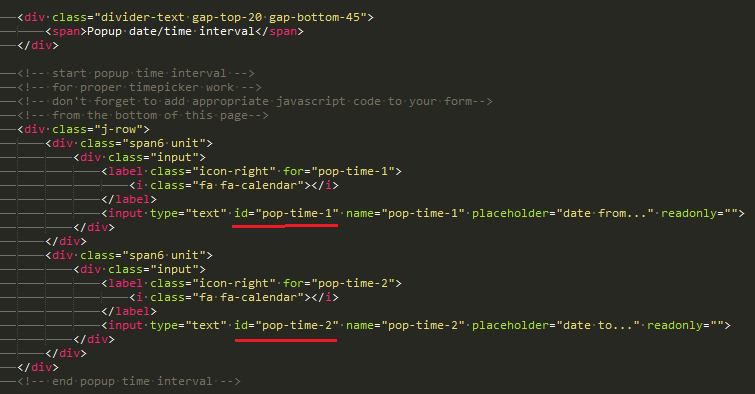 <div class="divider-text gap-top-20 gap-bottom-45">
<span>Popup date/time interval</span>
</div>
<!-- start popup time interval -->
<!-- for proper timepicker work -->
<!-- don't forget to add appropriate javascript code to your form-->
<!-- from the bottom of this page-->
<div class="j-row">
<div class="span6 unit">
<div class="input">
<label class="icon-right" for="pop-time-1">
<i class="fa fa-calendar"></i>
</label>
<input type="text" id="pop-time-1" name="pop-time-1" placeholder="date from..." readonly="">
</div>
</div>
<div class="span6 unit">
<div class="input">
<label class="icon-right" for="pop-time-2">
<i class="fa fa-calendar"></i>
</label>
<input type="text" id="pop-time-2" name="pop-time-2" placeholder="date to..." readonly="">
</div>
</div>
</div>
<!-- end popup time interval -->